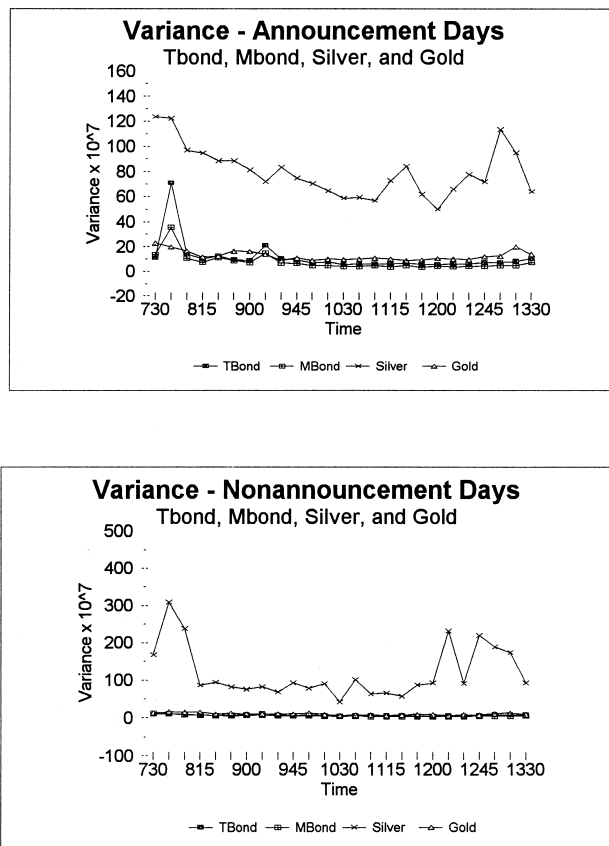 Variance - Announcement Days
Tbond, Mbond, Silver, and Gold
160
140
120
100
80
60
40
20
0
-20
Variance x 10^7
730 815 900 945 1030 1115 1200 1245 1330
Time
TBond MBond Silver Gold
Variance - Nonannouncement Days
Tbond, Mbond, Silver, and Gold
500
400
300
200
100
0
-100
Variance x 10^7
730 815 900 945 1030 1115 1200 1245 1330
Time
TBond MBond Silver Gold